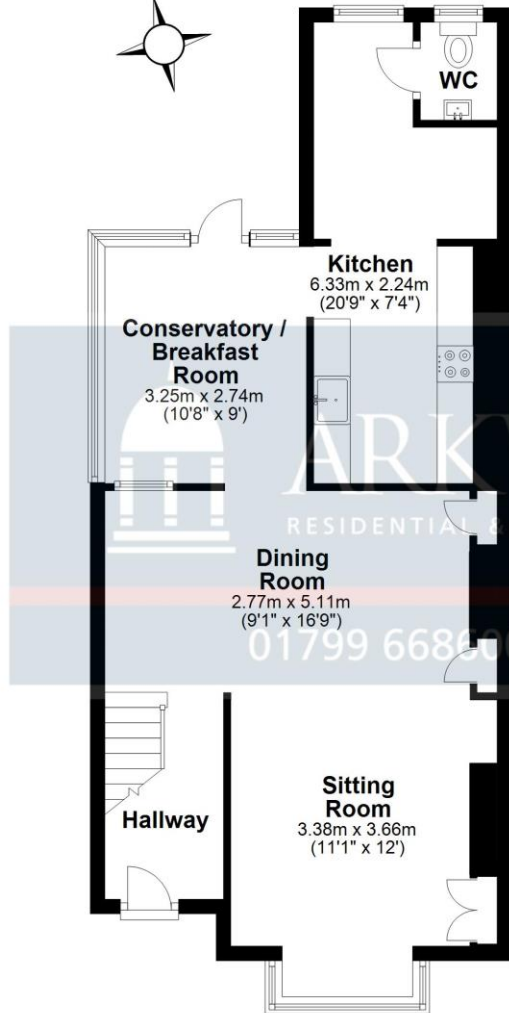 WC
Kitchen
6.33m x 2.24m
(20'9" x 7'4")
Conservatory /
Breakfast
Room
3.25m x 2.74m
(10'8" x 9')
RESIDENTIAL &
Dining
Room
2.77m x 5.11m
(9'1" x 16'9")
01799 668600
Sitting
Room
3.38m x 3.66m
(11'1" x 12')
Hallway